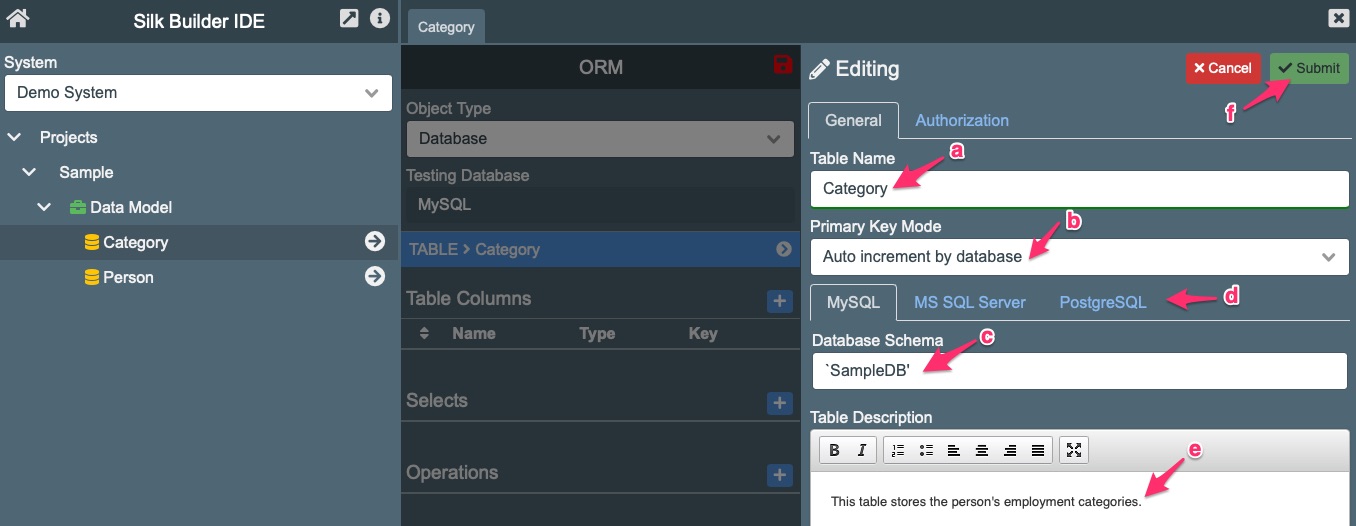 Silk Builder IDE
System
Demo System
Projects
Sample
Data Model
Category
Person
Category
ORM
Object Type
Database
Testing Database
MySQL
TABLE > Category
Table Columns
Name Type Key
Selects
Operations
Editing
Cancel Submit
f
General Authorization
Table Name
a
Category
Primary Key Mode
b
Auto increment by database
MySQL MS SQL Server PostgreSQL
d
Database Schema
c
`SampleDB'
Table Description
B I
e
This table stores the person's employment categories.